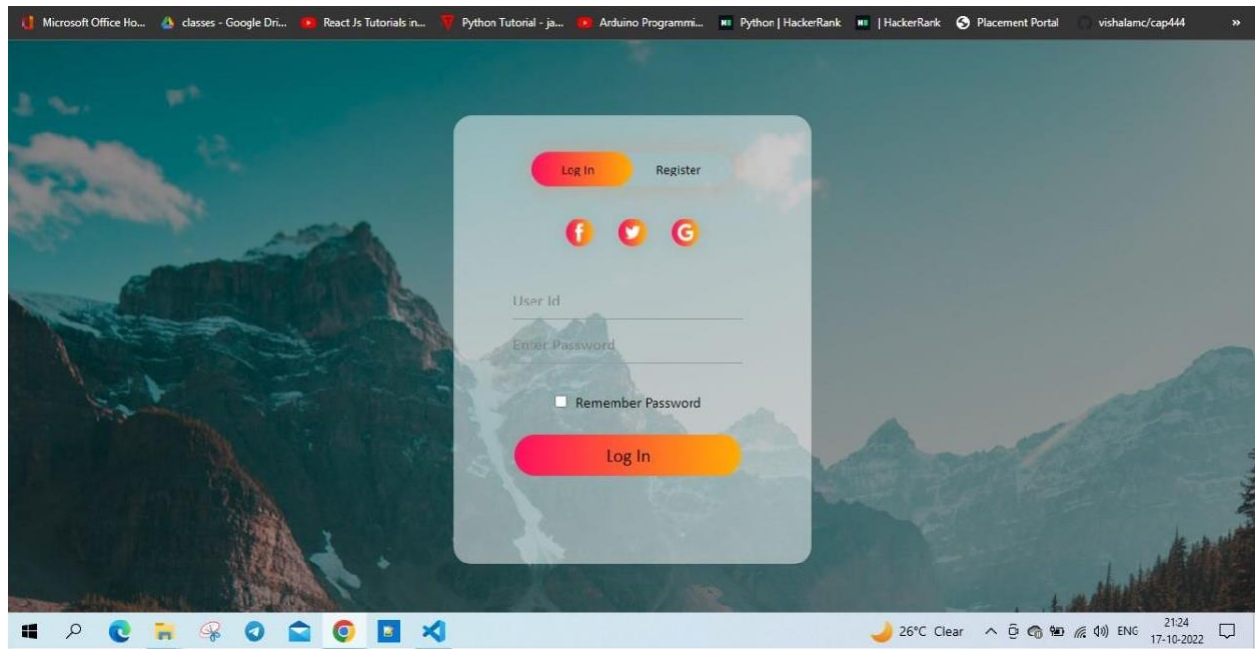 Microsoft Office Ho... classes - Google Dri... React Js Tutorials in... Python Tutorial - ja... Arduino Programmi... Python | HackerRank | HackerRank Placement Portal vishalamc/cap444 »
Log In Register
f G
User Id
Enter Password
Remember Password
Log In
26°C Clear ENG 21:24
17-10-2022